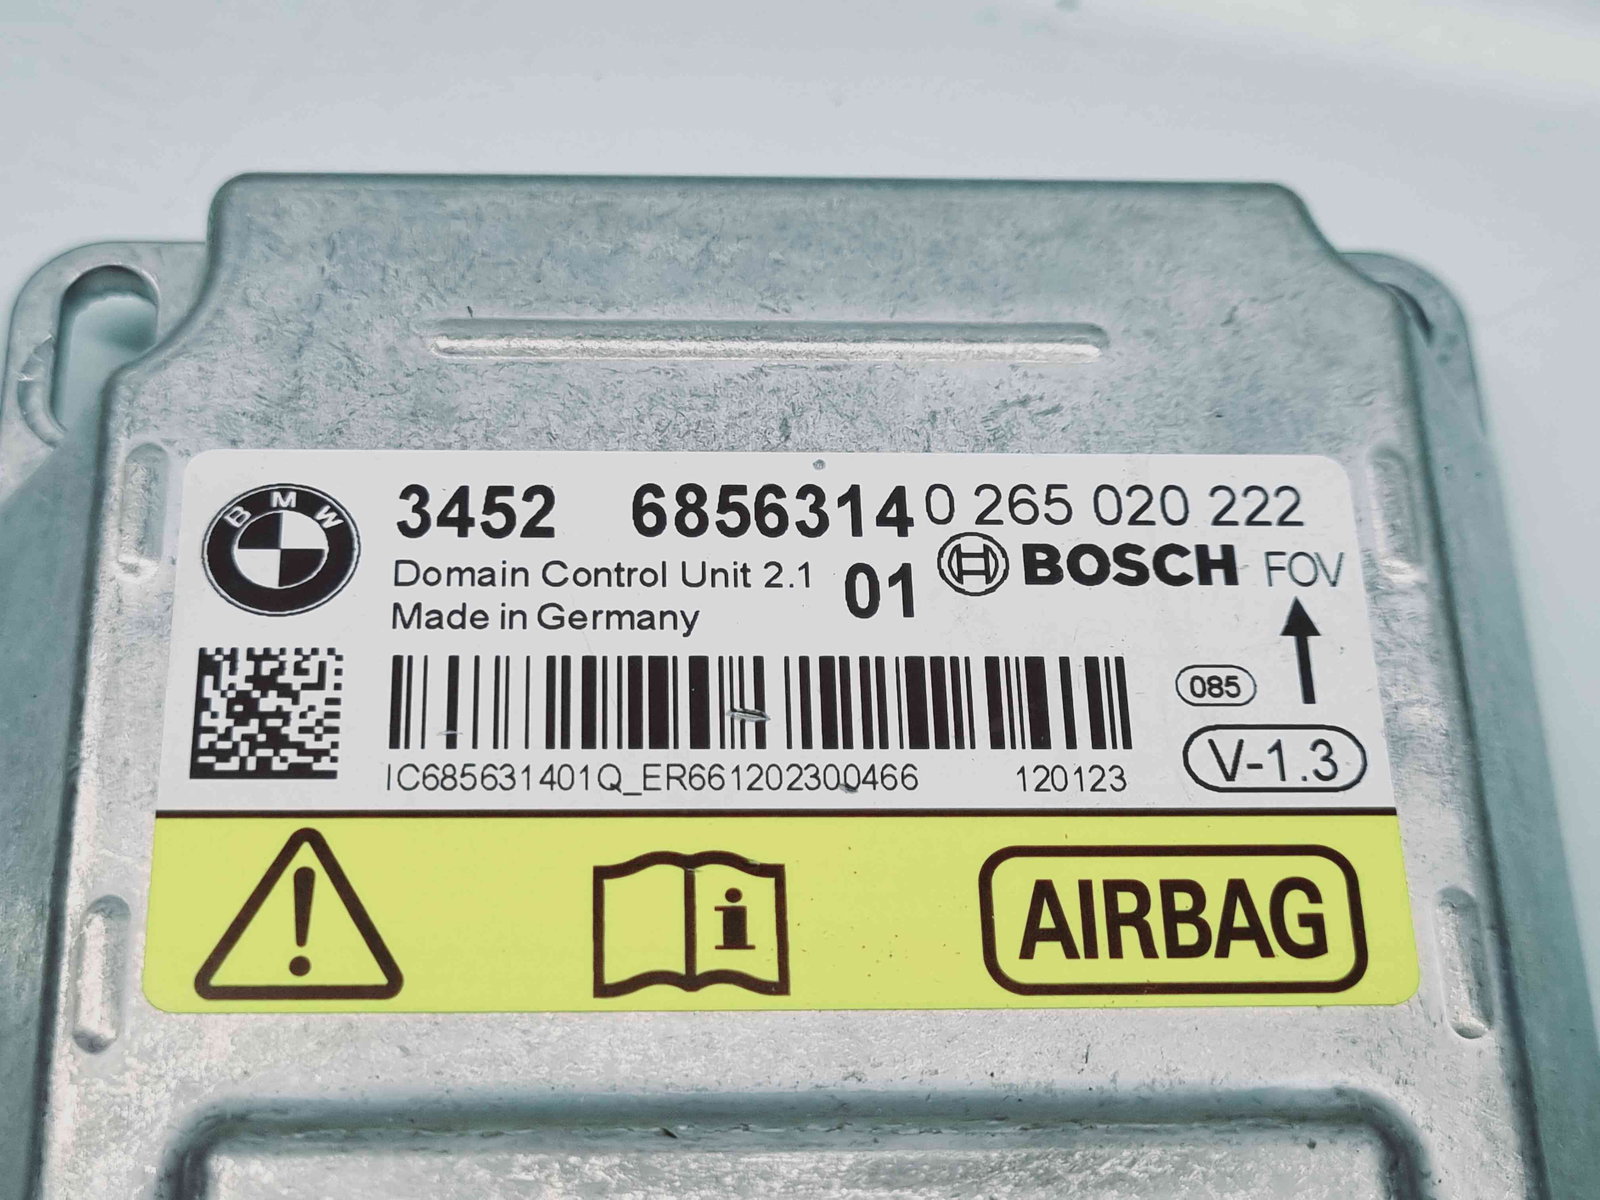 BMW
3452 6856314 0 265 020 222
Domain Control Unit 2.1 01 BOSCH FOV
Made in Germany
085
V-1.3
IC685631401Q_ER661202300466 120123
i
AIRBAG